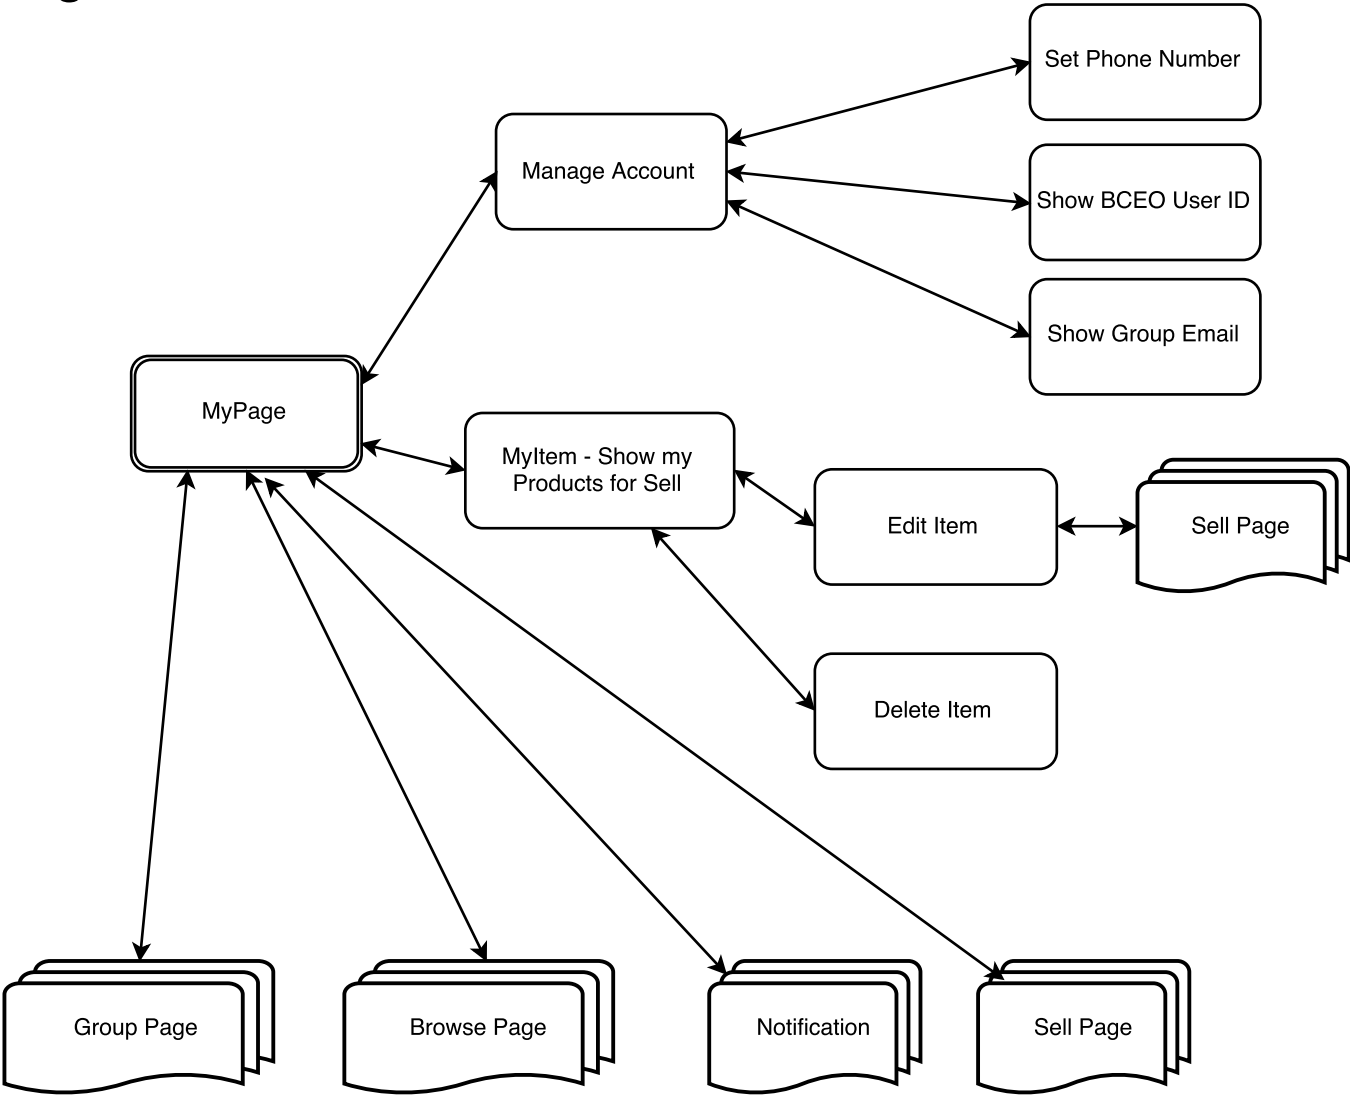 Set Phone Number
Manage Account
Show BCEO User ID
Show Group Email
MyPage
MyItem - Show my
Products for Sell
Edit Item
Sell Page
Delete Item
Group Page
Browse Page
Notification
Sell Page